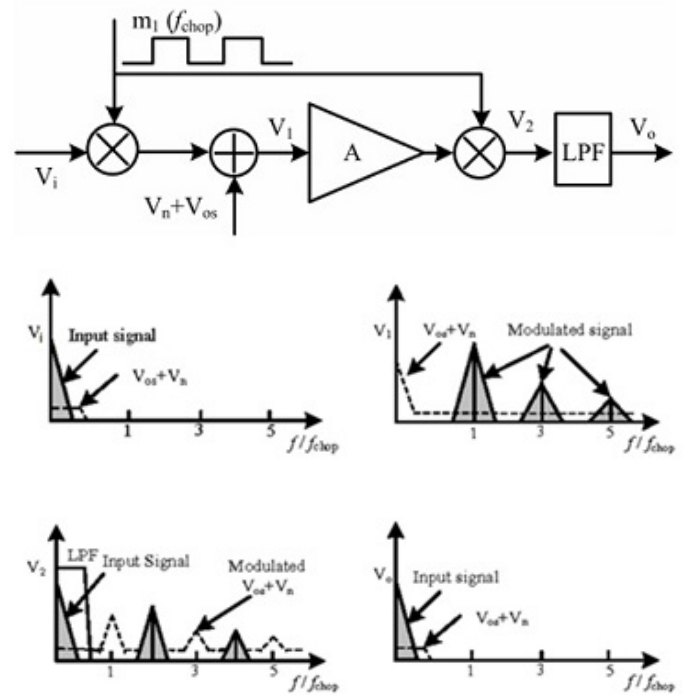 m1 (fchop)
Vi
Vn+Vos
V1
A
V2
LPF
Vo
Vi
Input signal
Vos+Vn
1 3 5
f/fchop
V1
Vos+Vn
Modulated signal
1 3 5
f/fchop
V2
LPF
Input Signal
Modulated
Vos+Vn
1 3 5
f/fchop
Vo
Input signal
Vos+Vn
1 3 5
f/fchop